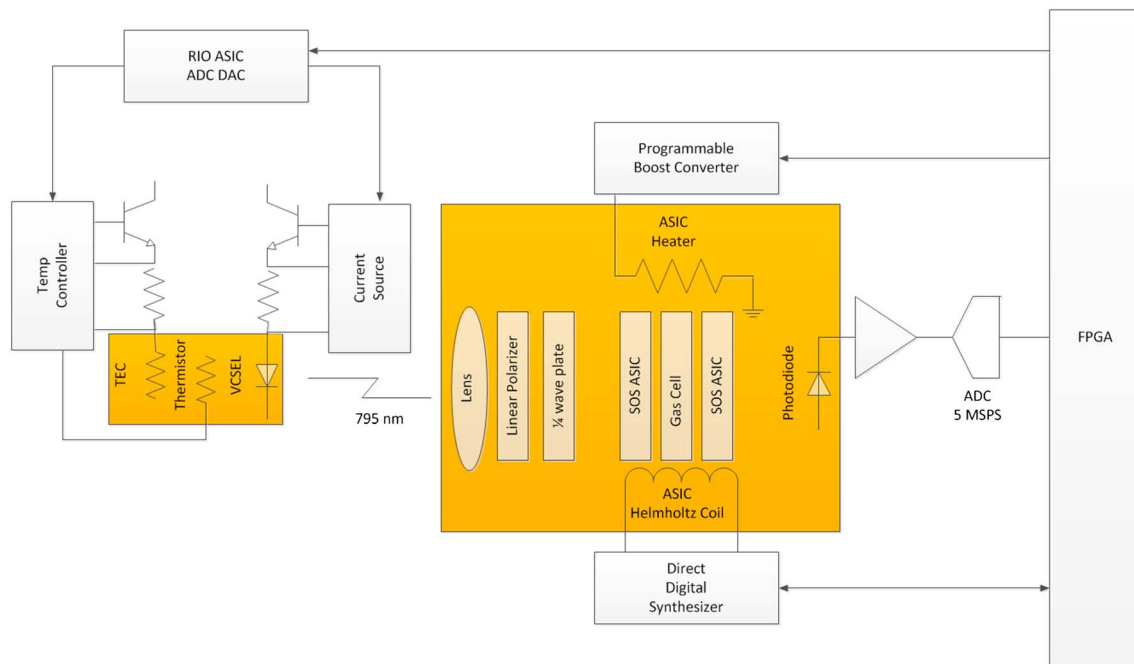 RIO ASIC
ADC DAC
Programmable
Boost Converter
Temp
Controller
Current
Source
TEC
Thermistor
VCSEL
795 nm
ASIC
Heater
Lens
Linear Polarizer
¼ wave plate
SOS ASIC
Gas Cell
SOS ASIC
Photodiode
ASIC
Helmholtz Coil
ADC
5 MSPS
FPGA
Direct
Digital
Synthesizer